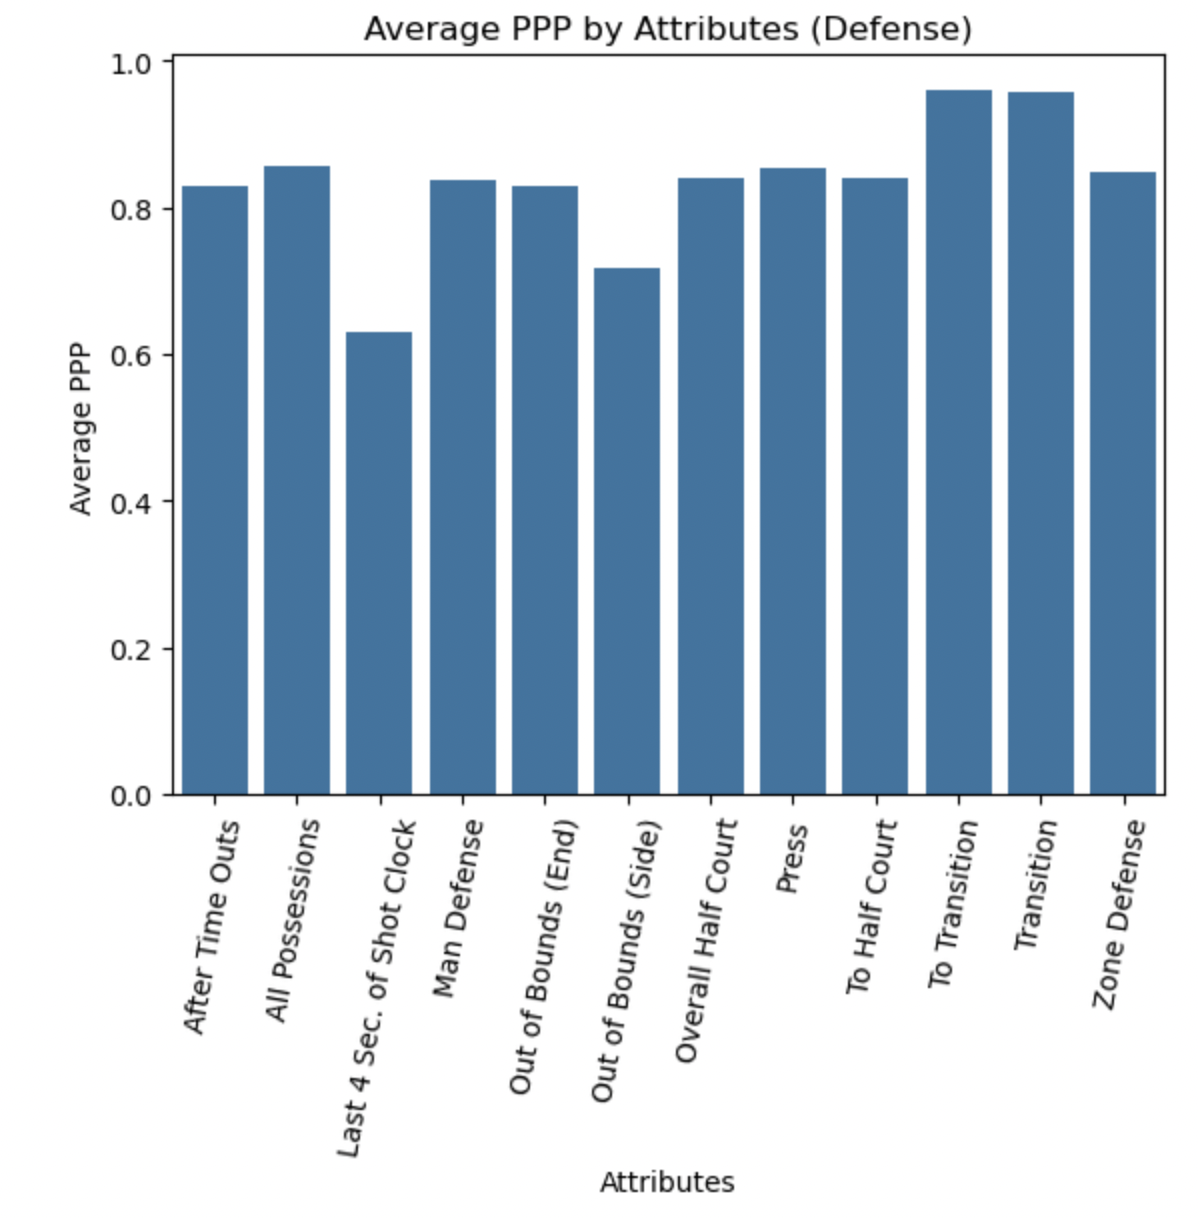 Average PPP by Attributes (Defense)
1.0
0.8
0.6
0.4
0.2
0.0
Average PPP
After Time Outs
All Possessions
Last 4 Sec. of Shot Clock
Man Defense
Out of Bounds (End)
Out of Bounds (Side)
Overall Half Court
Press
To Half Court
To Transition
Transition
Zone Defense
Attributes